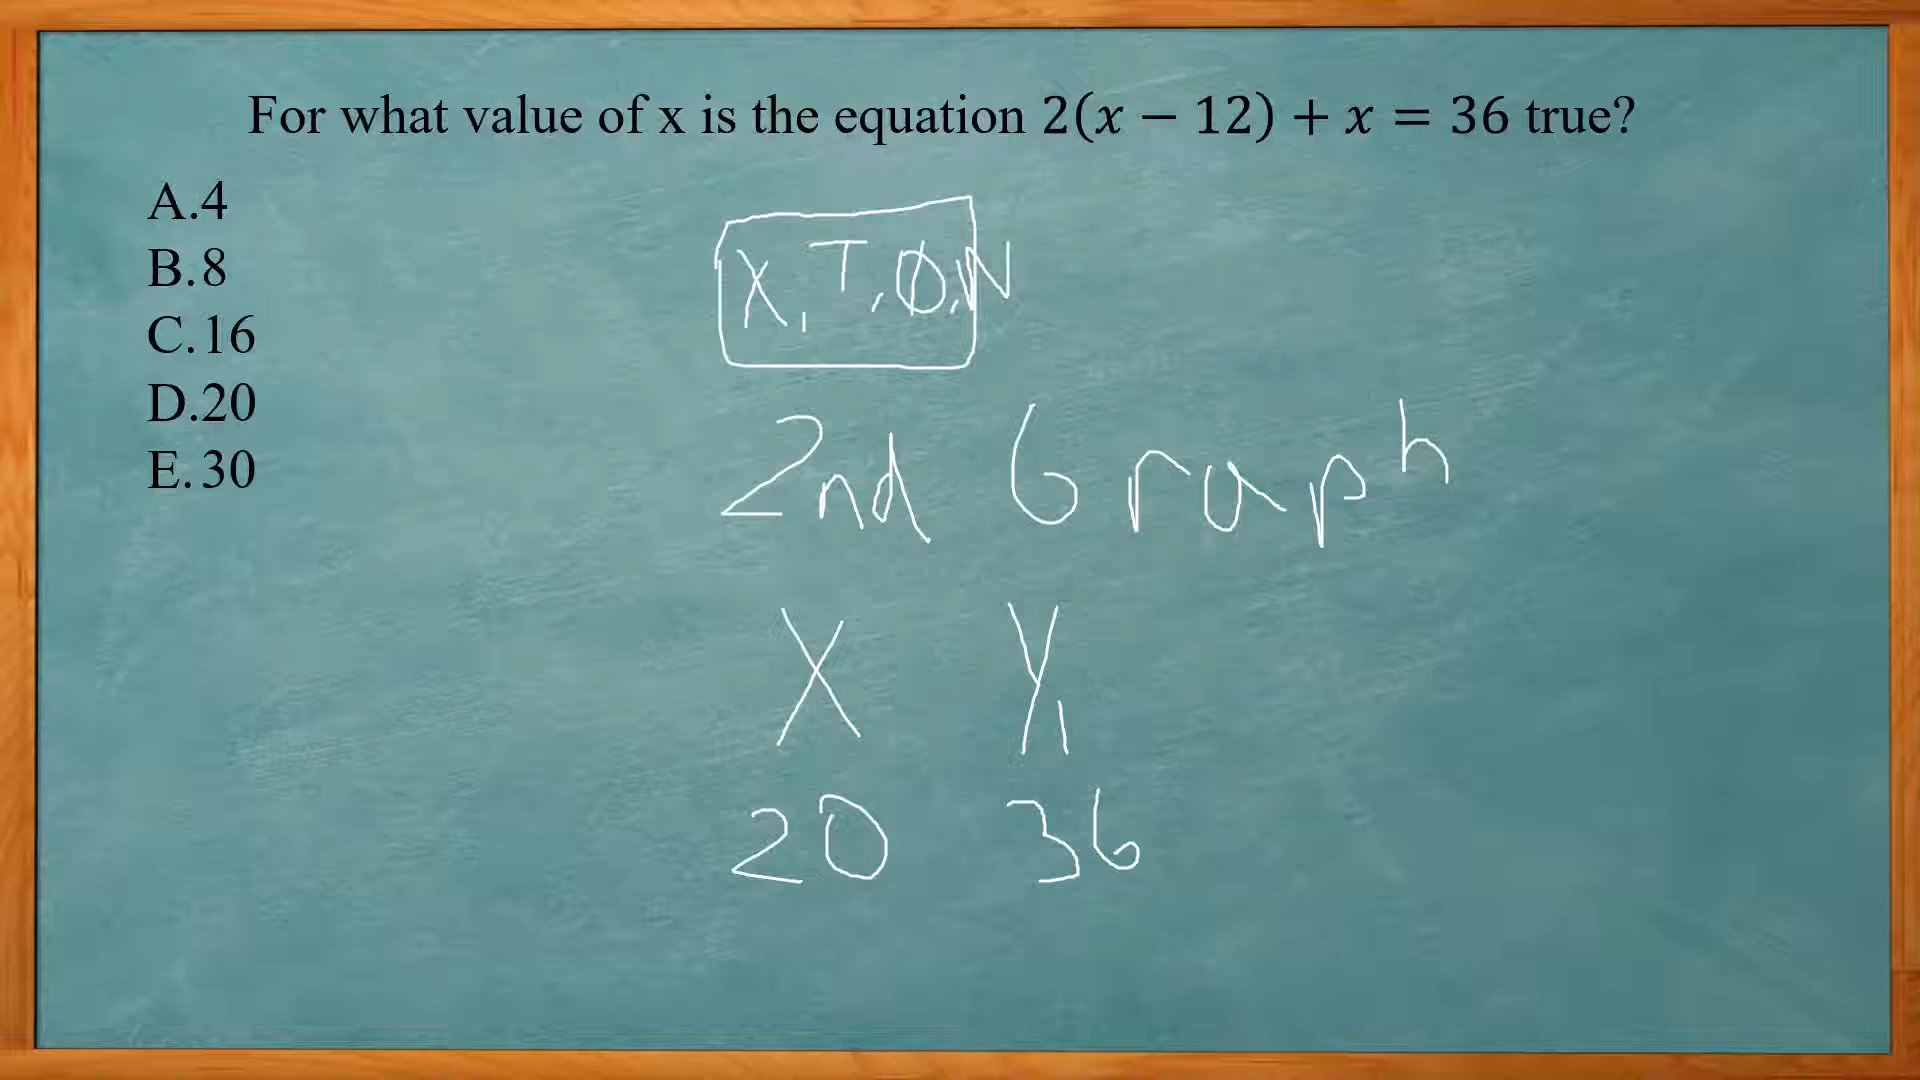 For what value of x is the equation 2(x − 12) + x = 36 true?
A.4
B.8
C.16
D.20
E.30
X,T,Θ,N
2nd Graph
X Y₁
20 36